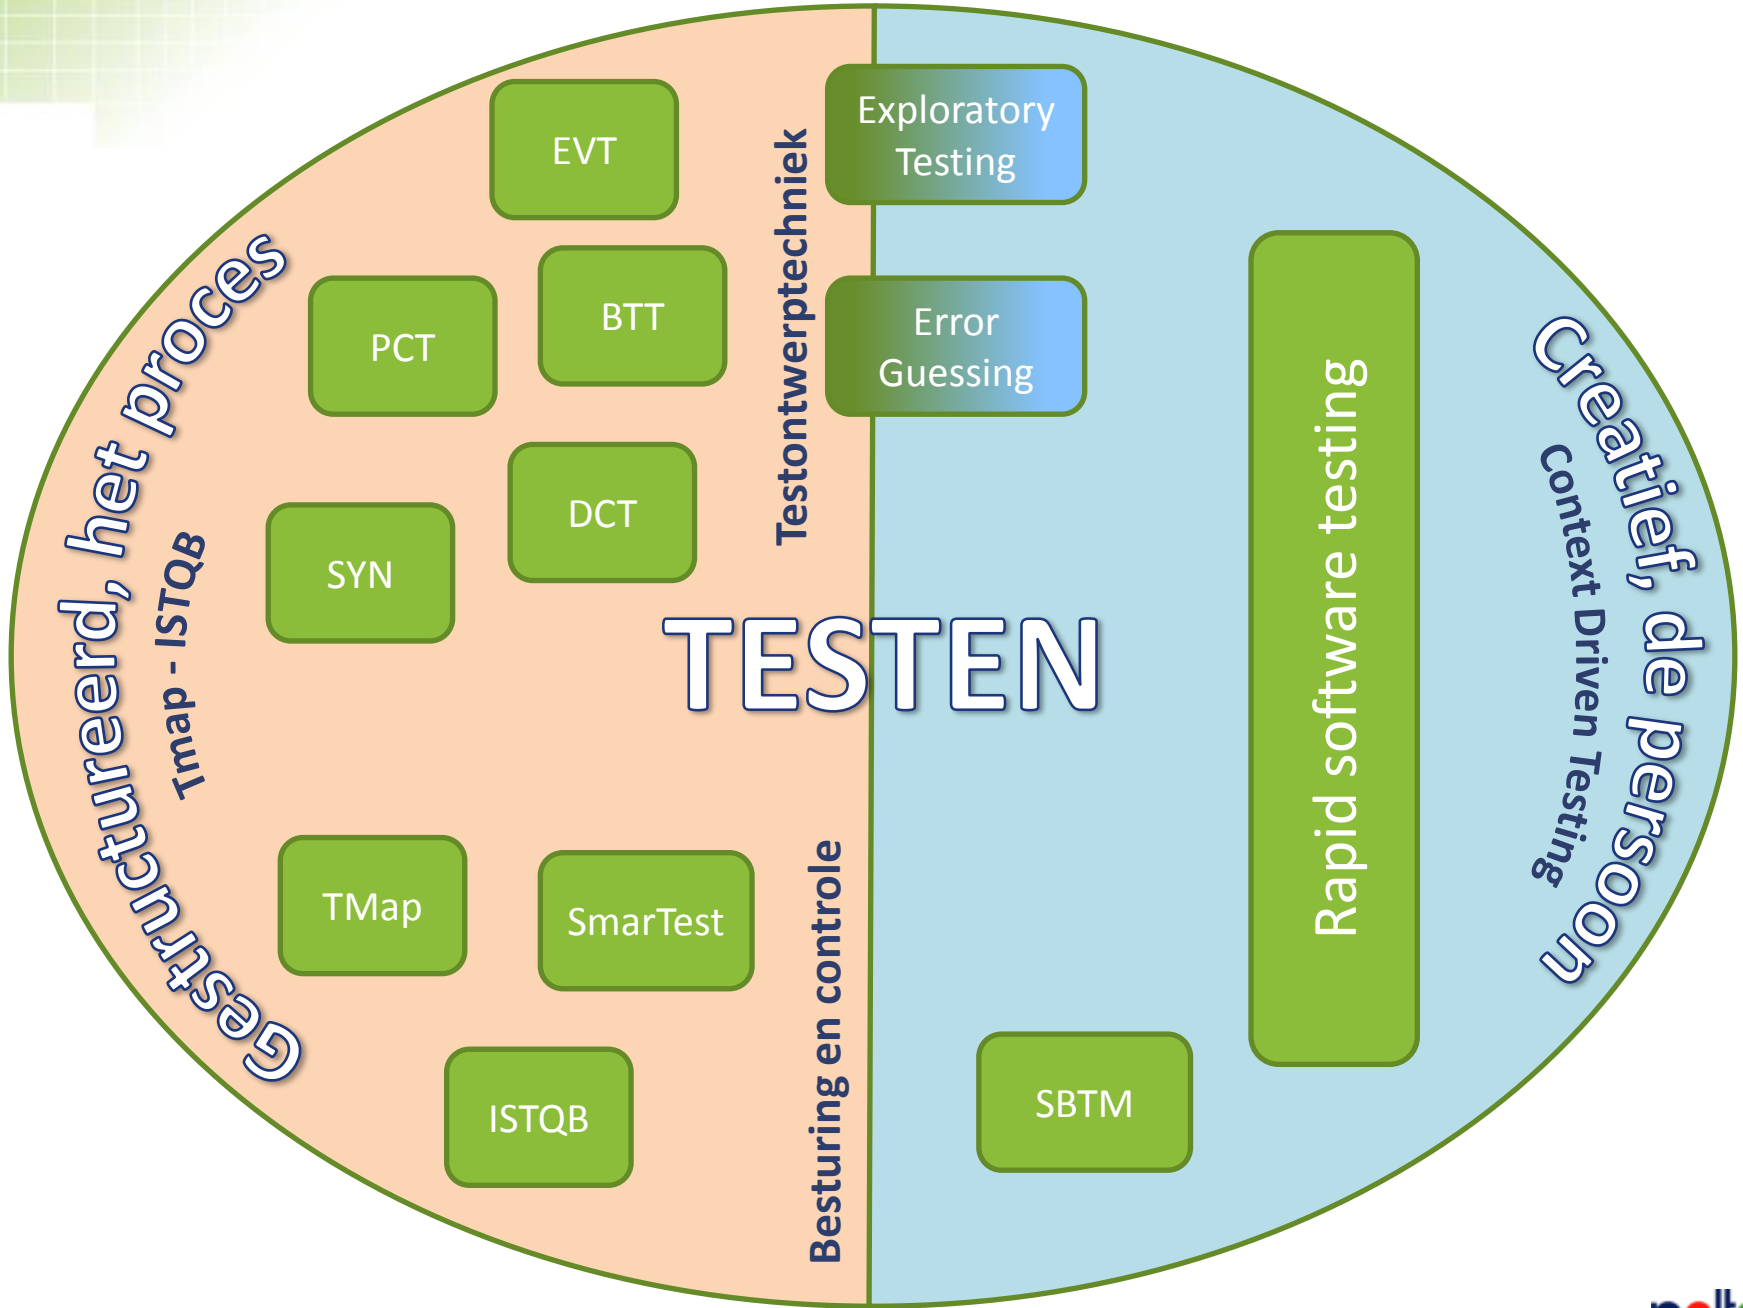 Gestructureerd, het proces
Tmap - ISTQB
EVT
BTT
PCT
DCT
SYN
Testontwerptechniek
Exploratory
Testing
Error
Guessing
TESTEN
TMap
SmarTest
ISTQB
Besturing en controle
SBTM
Rapid software testing
Context Driven Testing
Creatief, de persoon